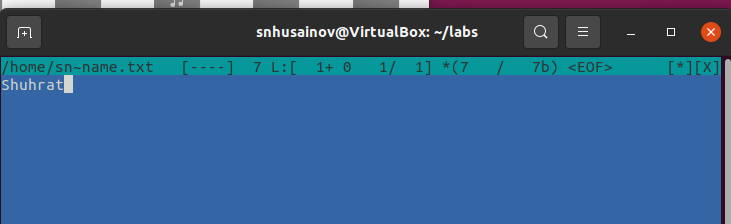 snhusainov@VirtualBox: ~/labs
/home/sn~name.txt   [----]  7 L:[  1+ 0   1/  1] *(7   /   7b) <EOF>      [*][X]
Shuhrat